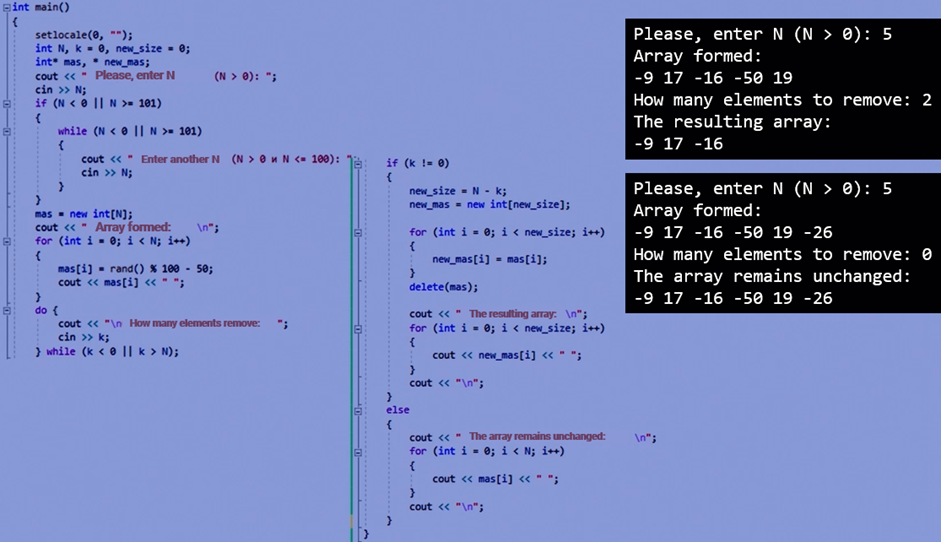 int main()
{
setlocale(0, "");
int N, k = 0, new_size = 0;
int* mas, * new_mas;
cout << " Please, enter N (N > 0): ";
cin >> N;
if (N < 0 || N >= 101)
{
while (N < 0 || N >= 101)
{
cout << " Enter another N (N > 0 и N <= 100): ";
cin >> N;
}
}
mas = new int[N];
cout << " Array formed: \n";
for (int i = 0; i < N; i++)
{
mas[i] = rand() % 100 - 50;
cout << mas[i] << " ";
}
do {
cout << "\n How many elements remove: ";
cin >> k;
} while (k < 0 || k > N);
if (k != 0)
{
new_size = N - k;
new_mas = new int[new_size];
for (int i = 0; i < new_size; i++)
{
new_mas[i] = mas[i];
}
delete(mas);
cout << " The resulting array: \n";
for (int i = 0; i < new_size; i++)
{
cout << new_mas[i] << " ";
}
cout << "\n";
}
else
{
cout << " The array remains unchanged: \n";
for (int i = 0; i < N; i++)
{
cout << mas[i] << " ";
}
cout << "\n";
}
}
Please, enter N (N > 0): 5
Array formed:
-9 17 -16 -50 19
How many elements to remove: 2
The resulting array:
-9 17 -16
Please, enter N (N > 0): 5
Array formed:
-9 17 -16 -50 19 -26
How many elements to remove: 0
The array remains unchanged:
-9 17 -16 -50 19 -26